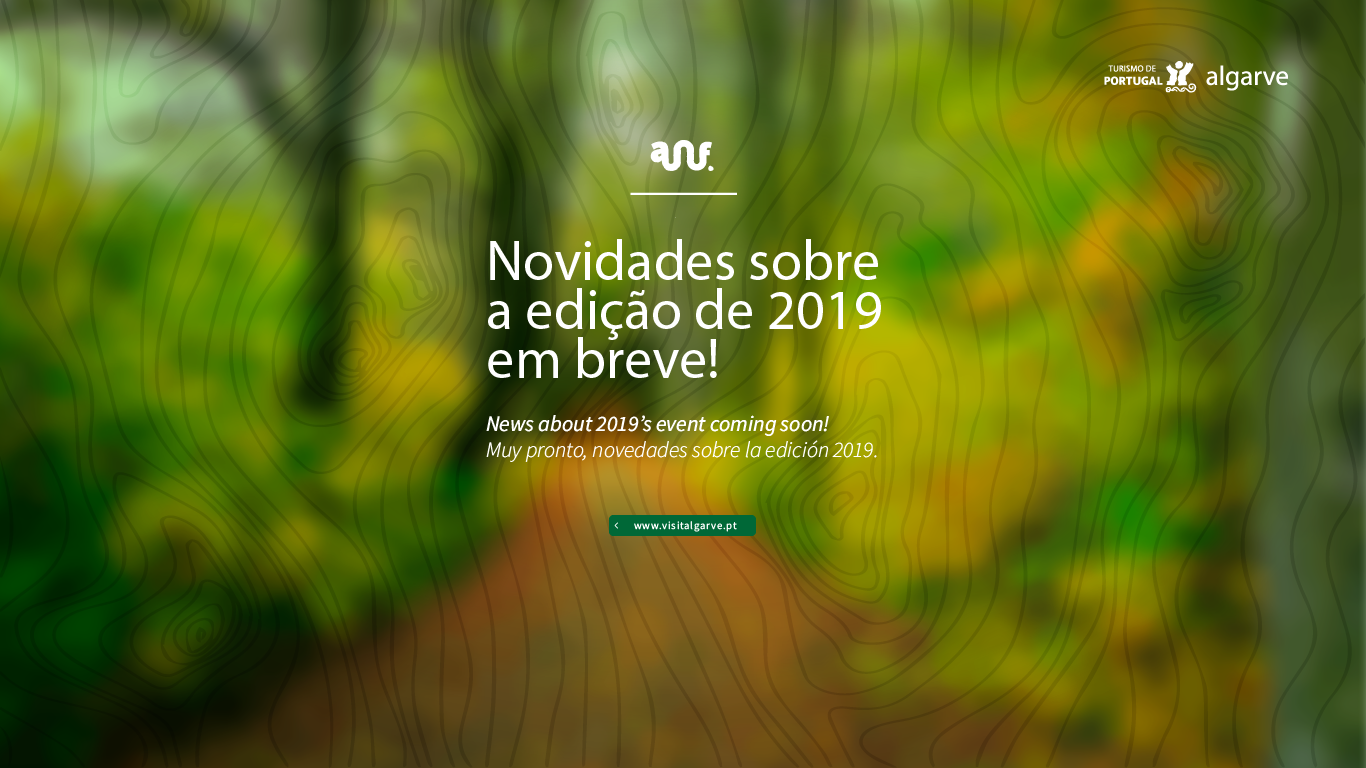 TURISMO DE
PORTUGAL
algarve
anf.
Novidades sobre
a edição de 2019
em breve!
News about 2019’s event coming soon!
Muy pronto, novedades sobre la edición 2019.
< www.visitalgarve.pt